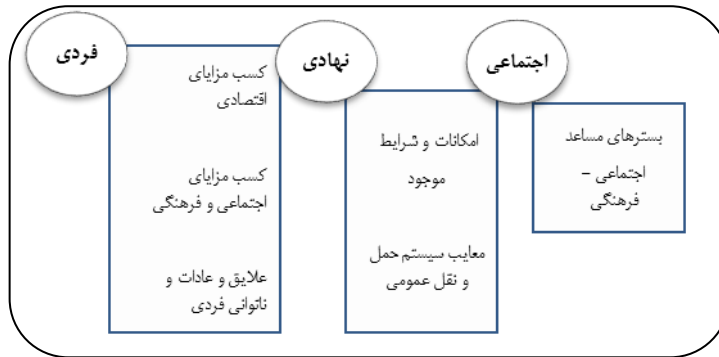 اجتماعی
بسترهای مساعد
اجتماعی –
فرهنگی
نهادی
امکانات و شرایط
موجود
معایب سیستم حمل
و نقل عمومی
فردی
کسب مزایای
اقتصادی
کسب مزایای
اجتماعی و فرهنگی
علایق و عادات و
ناتوانی فردی